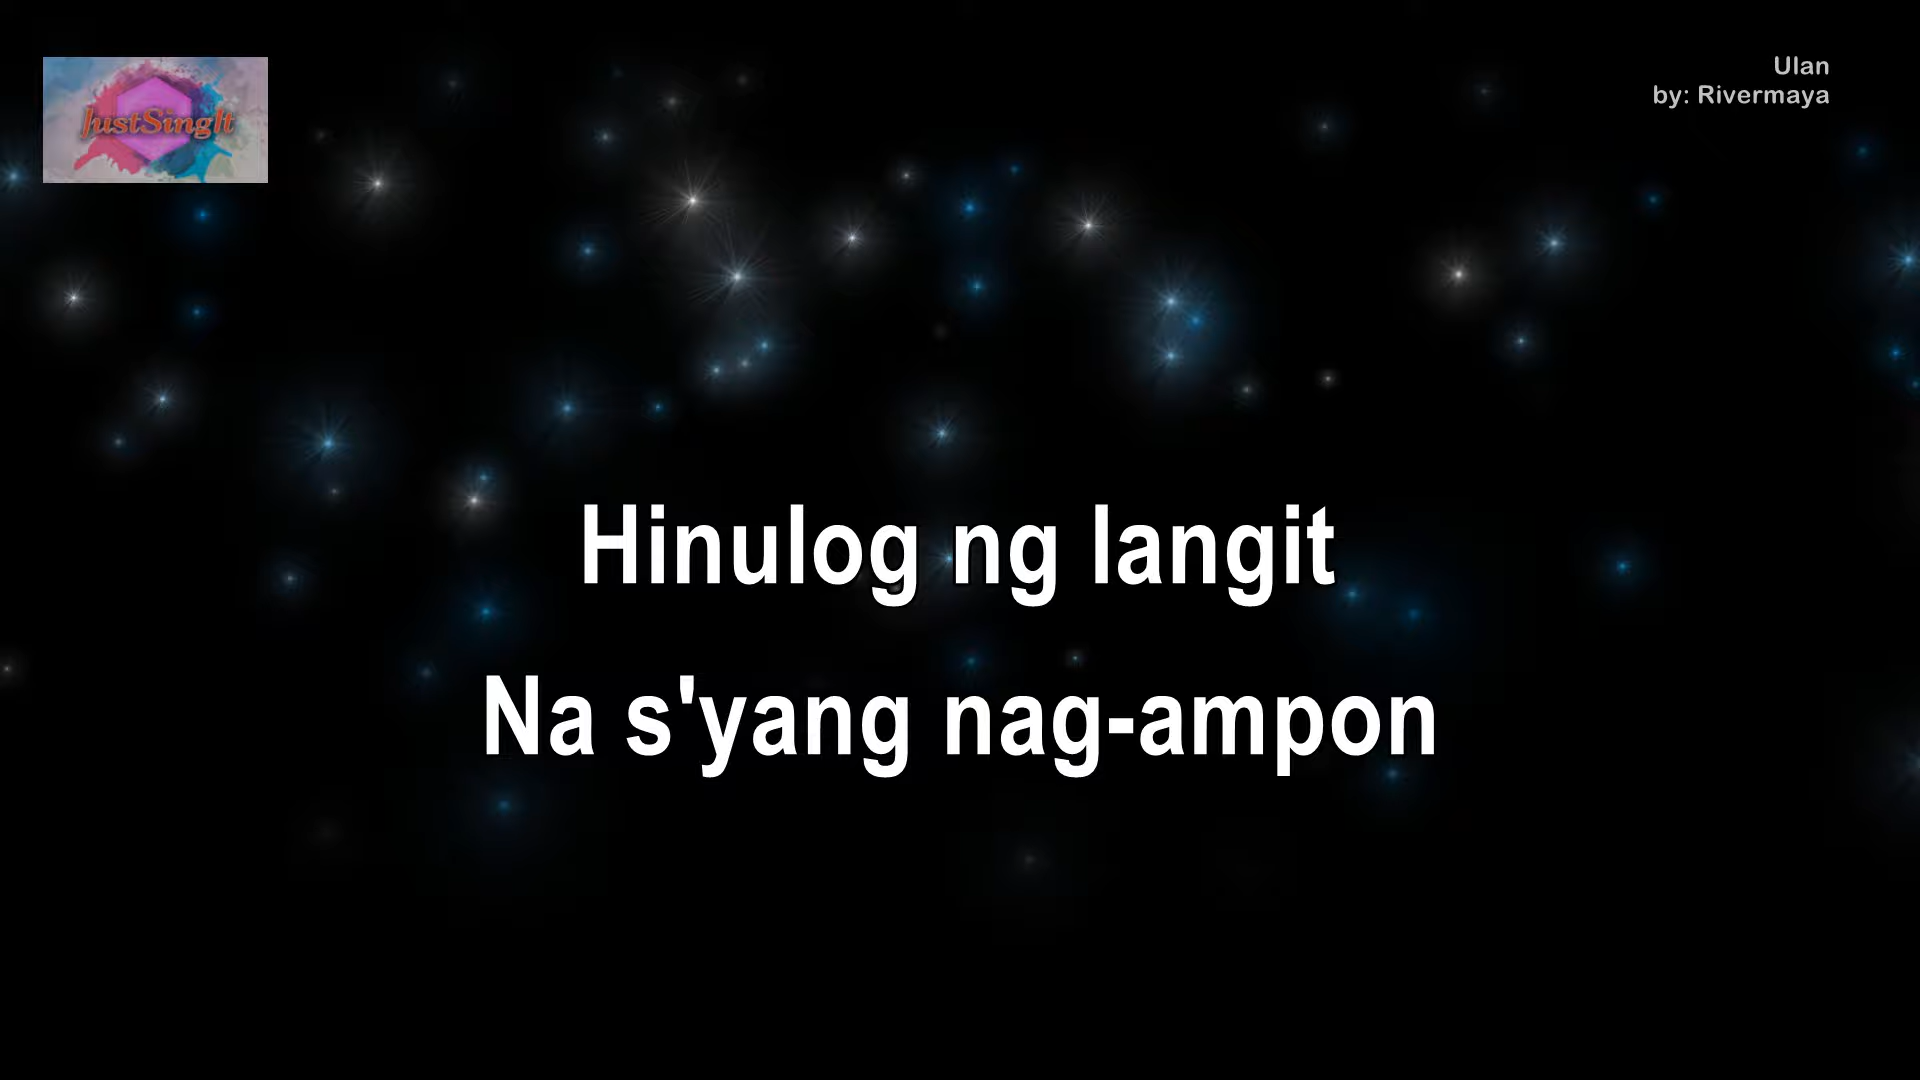 JustSingIt
Ulan
by: Rivermaya
Hinulog ng langit
Na s'yang nag-ampon